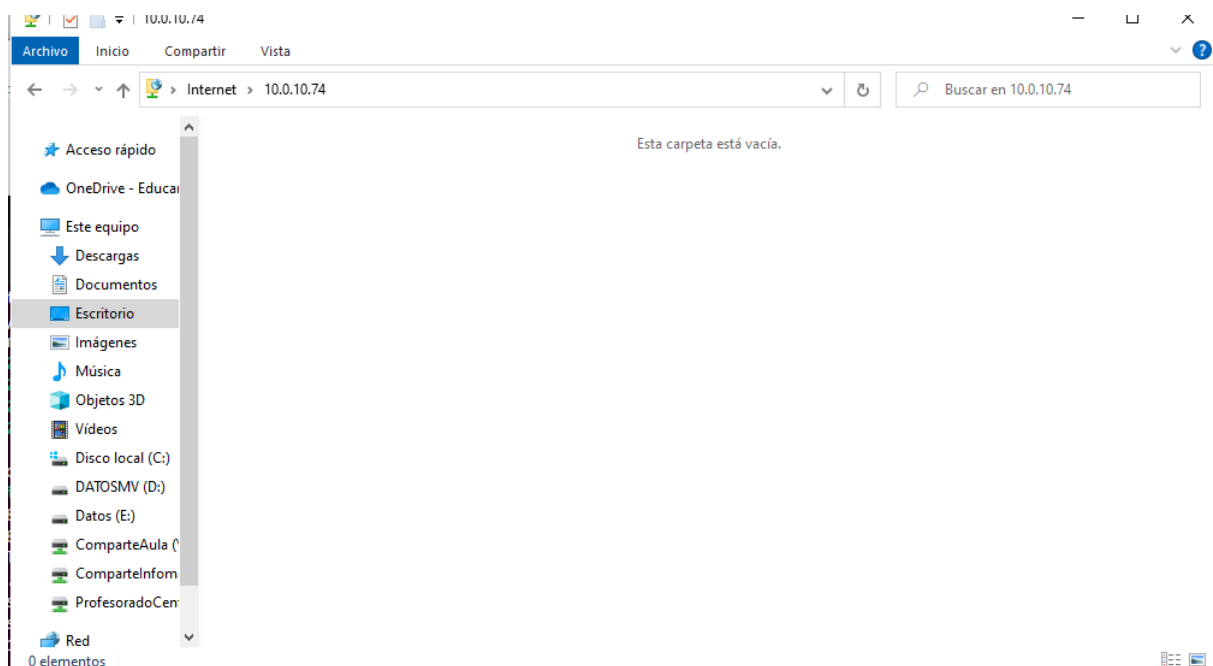 10.0.10.74
Archivo Inicio Compartir Vista
Internet > 10.0.10.74
Buscar en 10.0.10.74
Esta carpeta está vacía.
Acceso rápido
OneDrive - Educa
Este equipo
Descargas
Documentos
Escritorio
Imágenes
Música
Objetos 3D
Vídeos
Disco local (C:)
DATOSMV (D:)
Datos (E:)
ComparteAula (
ComparteInfom
ProfesoradoCen
Red
0 elementos